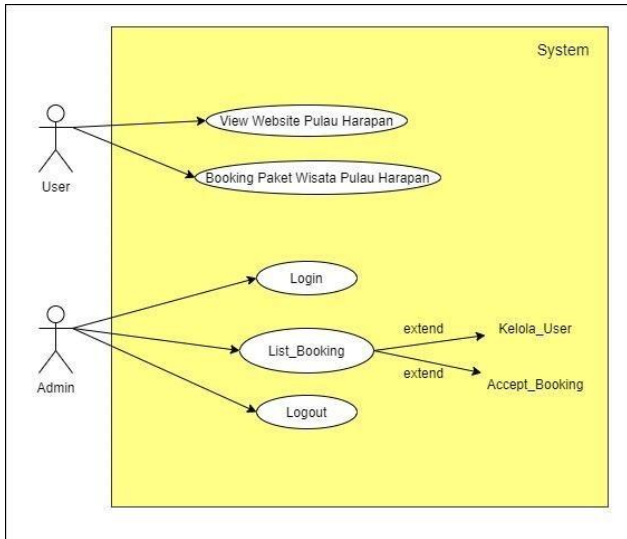 System
View Website Pulau Harapan
User
Booking Paket Wisata Pulau Harapan
Login
Admin
List_Booking
extend
Kelola_User
extend
Accept_Booking
Logout